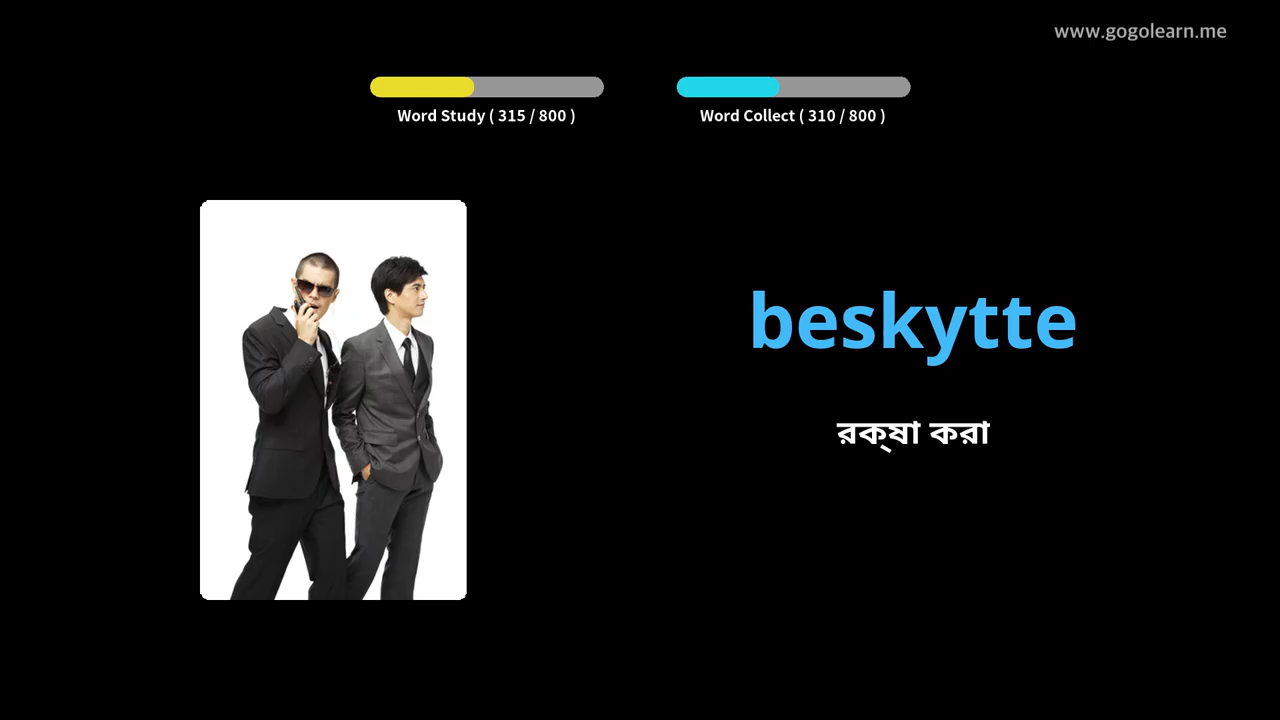 www.gogolearn.me
Word Study ( 315 / 800 )
Word Collect ( 310 / 800 )
beskytte
রক্ষা করা